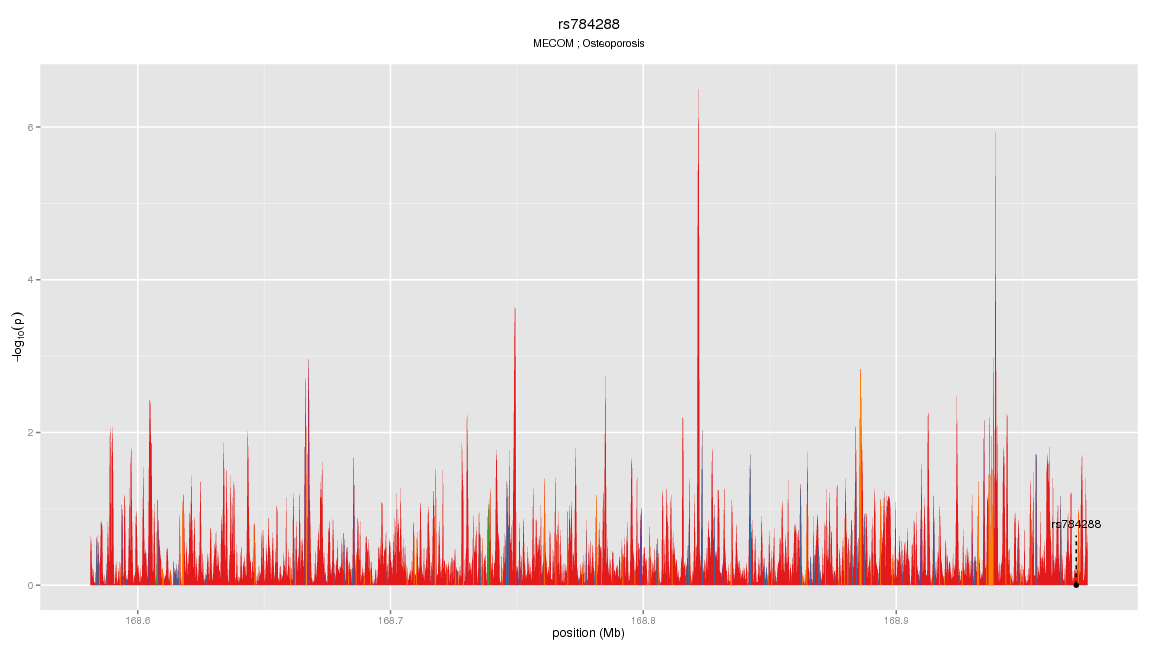 rs784288
MECOM ; Osteoporosis
6
4
2
0
−log₁₀(p)
rs784288
168.6 168.7 168.8 168.9
position (Mb)